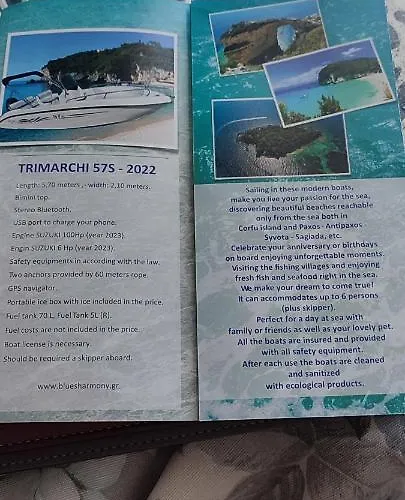 TRIMARCHI 57S - 2022
Length: 5,70 meters , - width: 2,10 meters.
Bimini top.
Stereo Bluetooth.
USB port to charge your phone.
Engine SUZUKI 100Hp (year 2023).
Engin SUZUKI 6 Hp (year 2023).
Safety equipments in accordance with the law.
Two anchors provided by 60 meters rope.
GPS navigator.
Portable ice box with ice included in the price.
Fuel tank 70 L, Fuel Tank 5L (R).
Fuel costs are not included in the price.
Boat license is necessary.
Should be required a skipper aboard.
www.bluesharmony.gr
Sailing in these modern boats,
make you live your passion for the sea,
discovering beautiful beaches reachable
only from the sea both in
Corfu island and Paxos - Antipaxos
Syvota - Sagiada, etc.
Celebrate your anniversary or birthdays
on board enjoying unforgettable moments.
Visiting the fishing villages and enjoying
fresh fish and seafood right in the sea.
We make your dream to come true!
It can accommodate up to 6 persons
(plus skipper).
Perfect for a day at sea with
family or friends as well as your lovely pet.
All the boats are insured and provided
with all safety equipment.
After each use the boats are cleaned
and sanitized
with ecological products.